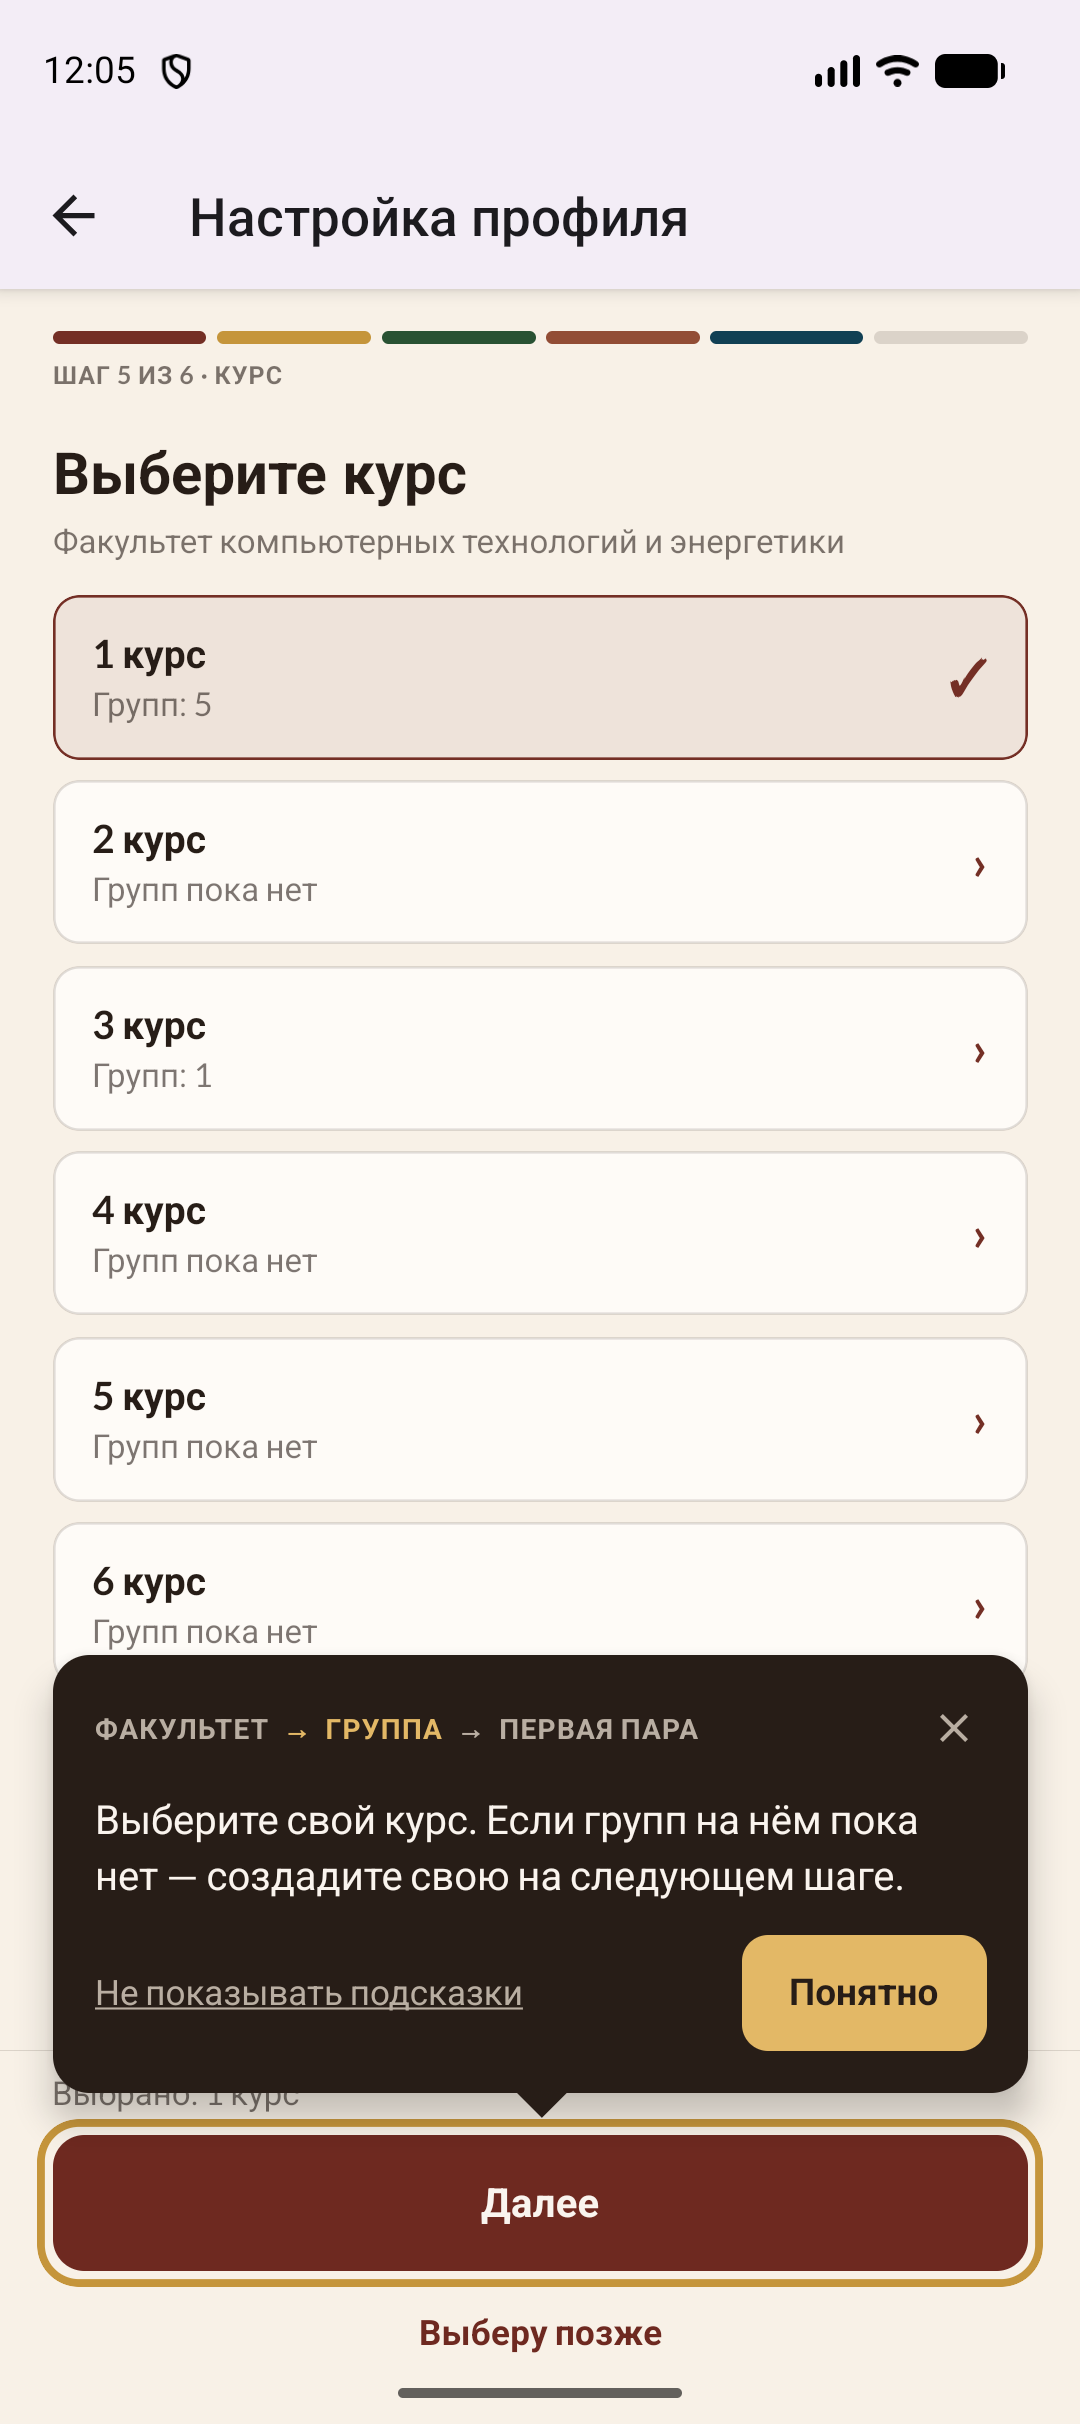 12:05
Настройка профиля
ШАГ 5 ИЗ 6 · КУРС
Выберите курс
Факультет компьютерных технологий и энергетики
1 курс
Групп: 5
✓
2 курс
Групп пока нет
›
3 курс
Групп: 1
›
4 курс
Групп пока нет
›
5 курс
Групп пока нет
›
6 курс
Групп пока нет
›
ФАКУЛЬТЕТ → ГРУППА → ПЕРВАЯ ПАРА
Выберите свой курс. Если групп на нём пока
нет — создадите свою на следующем шаге.
Не показывать подсказки
Понятно
Выбрано: 1 курс
Далее
Выберу позже